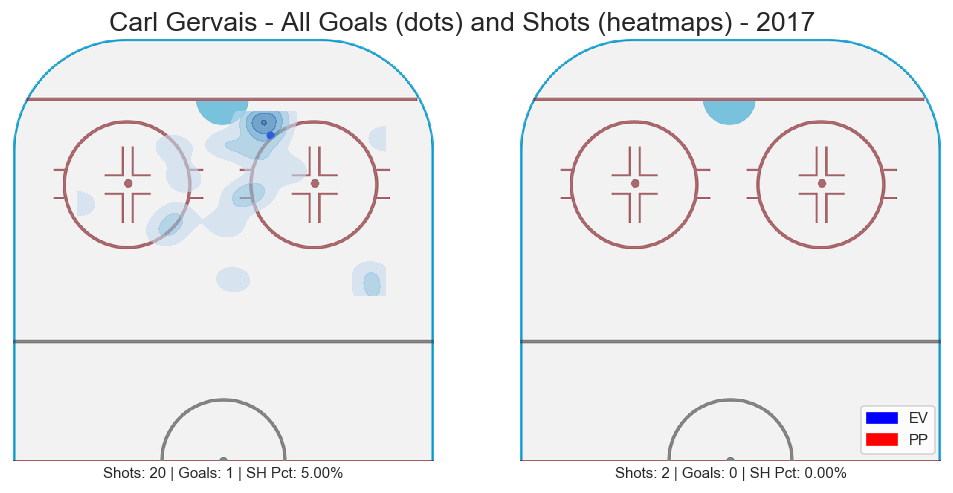 Carl Gervais - All Goals (dots) and Shots (heatmaps) - 2017
EV
PP
Shots: 20 | Goals: 1 | SH Pct: 5.00%
Shots: 2 | Goals: 0 | SH Pct: 0.00%